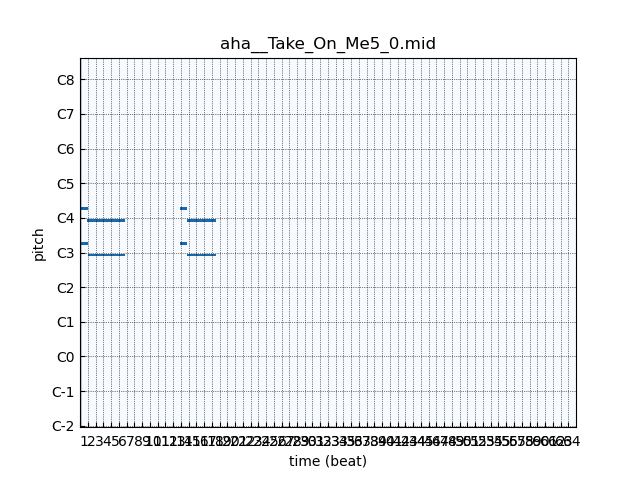 aha__Take_On_Me5_0.mid
C8
C7
C6
C5
C4
C3
C2
C1
C0
C-1
C-2
pitch
time (beat)